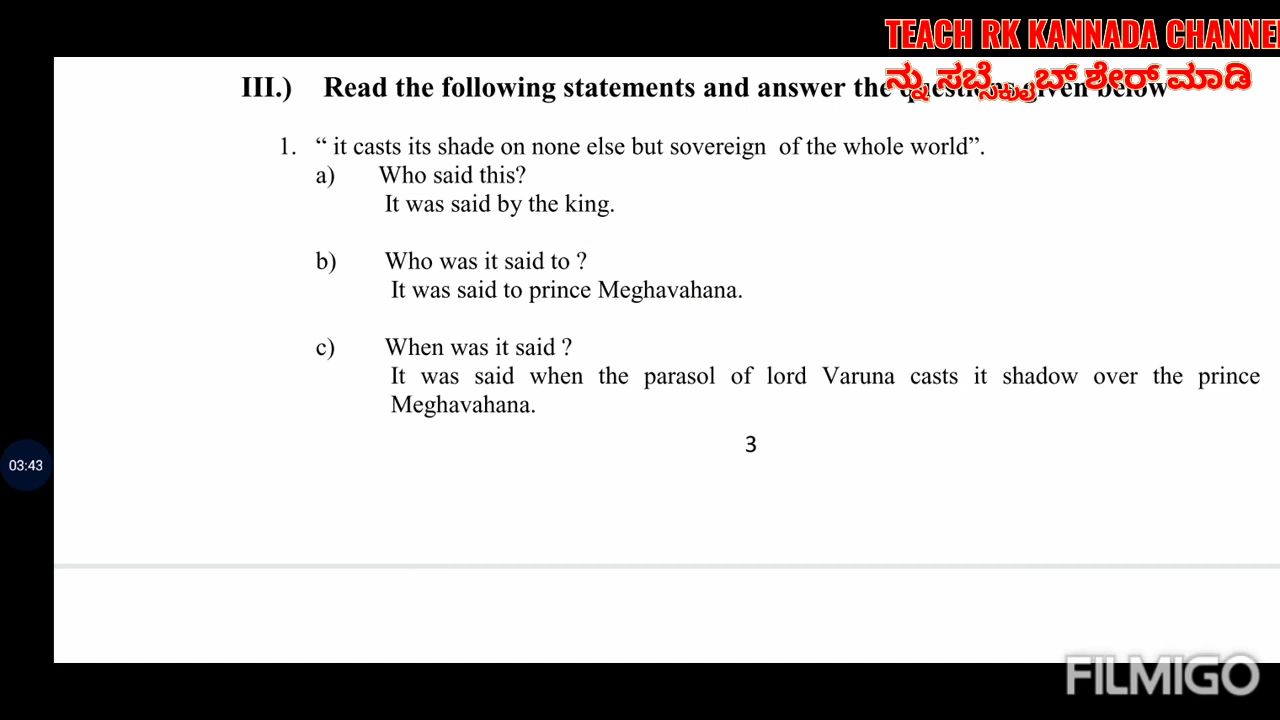 TEACH RK KANNADA CHANNE
ನ್ನು ಸಬ್ಸ್ಕ್ರೈಬ್ ಶೇರ್ ಮಾಡಿ
III.) Read the following statements and answer the questions given below
1. “ it casts its shade on none else but sovereign of the whole world”.
a) Who said this?
It was said by the king.
b) Who was it said to ?
It was said to prince Meghavahana.
c) When was it said ?
It was said when the parasol of lord Varuna casts it shadow over the prince
Meghavahana.
3
03:43
FILMIGO